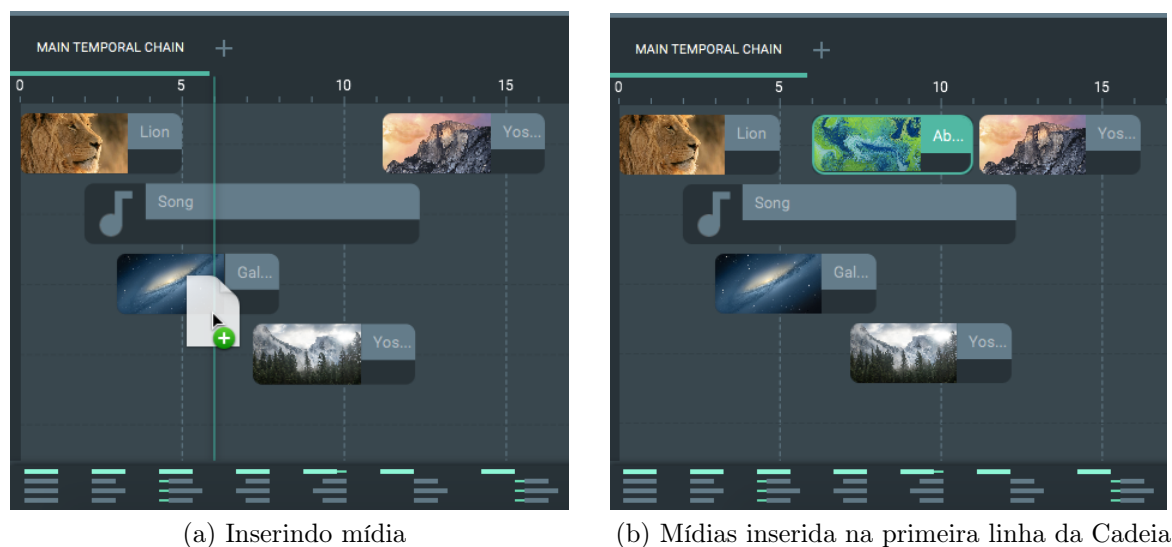 MAIN TEMPORAL CHAIN +
0 5 10 15
Lion Yos...
Song
Gal...
Yos...
(a) Inserindo mídia
MAIN TEMPORAL CHAIN +
0 5 10 15
Lion Ab... Yos...
Song
Gal...
Yos...
(b) Mídias inserida na primeira linha da Cadeia